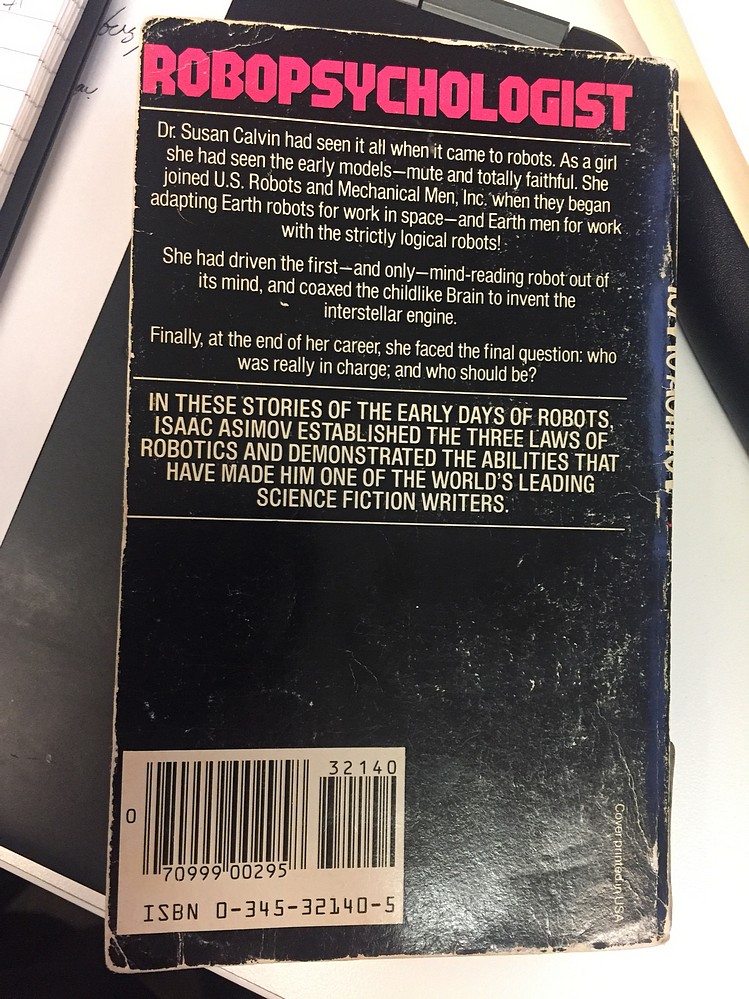 ROBOPSYCHOLOGIST
Dr. Susan Calvin had seen it all when it came to robots. As a girl
she had seen the early models—mute and totally faithful. She
joined U.S. Robots and Mechanical Men, Inc. when they began
adapting Earth robots for work in space—and Earth men for work
with the strictly logical robots!
She had driven the first—and only—mind-reading robot out of
its mind, and coaxed the childlike Brain to invent the
interstellar engine.
Finally, at the end of her career, she faced the final question: who
was really in charge; and who should be?
IN THESE STORIES OF THE EARLY DAYS OF ROBOTS,
ISAAC ASIMOV ESTABLISHED THE THREE LAWS OF
ROBOTICS AND DEMONSTRATED THE ABILITIES THAT
HAVE MADE HIM ONE OF THE WORLD'S LEADING
SCIENCE FICTION WRITERS.
32140
0
70999 00295
ISBN 0-345-32140-5
Cover printed in USA